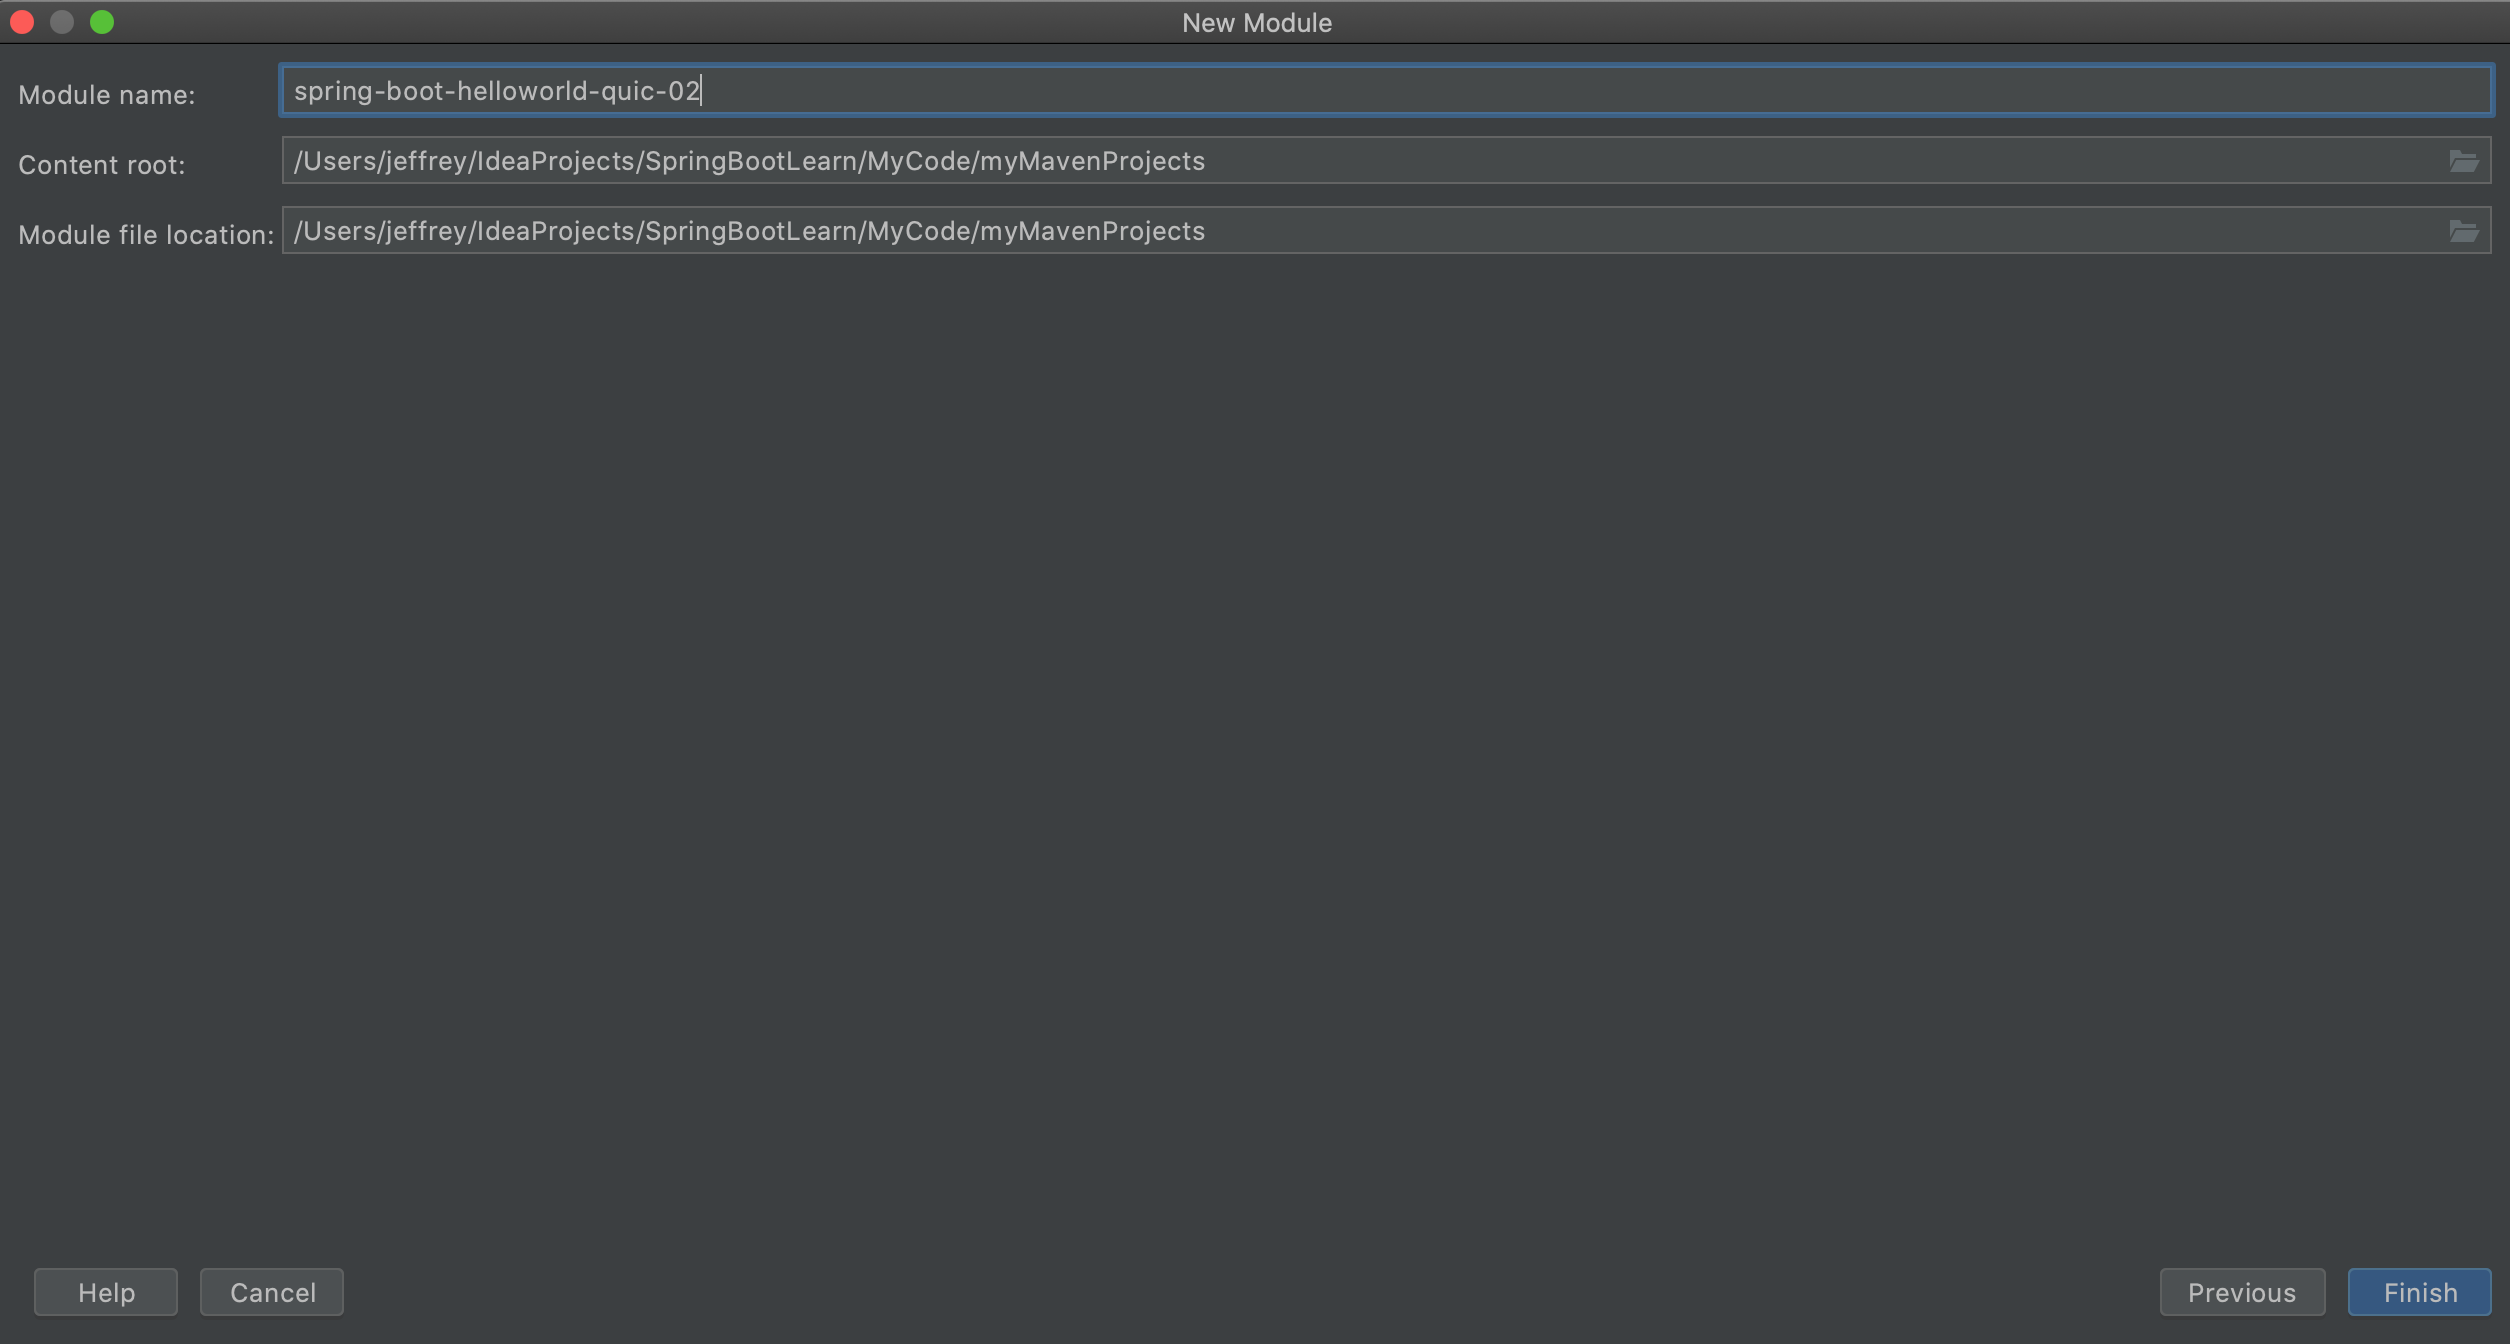 New Module
Module name: spring-boot-helloworld-quic-02
Content root: /Users/jeffrey/IdeaProjects/SpringBootLearn/MyCode/myMavenProjects
Module file location: /Users/jeffrey/IdeaProjects/SpringBootLearn/MyCode/myMavenProjects
Help Cancel Previous Finish